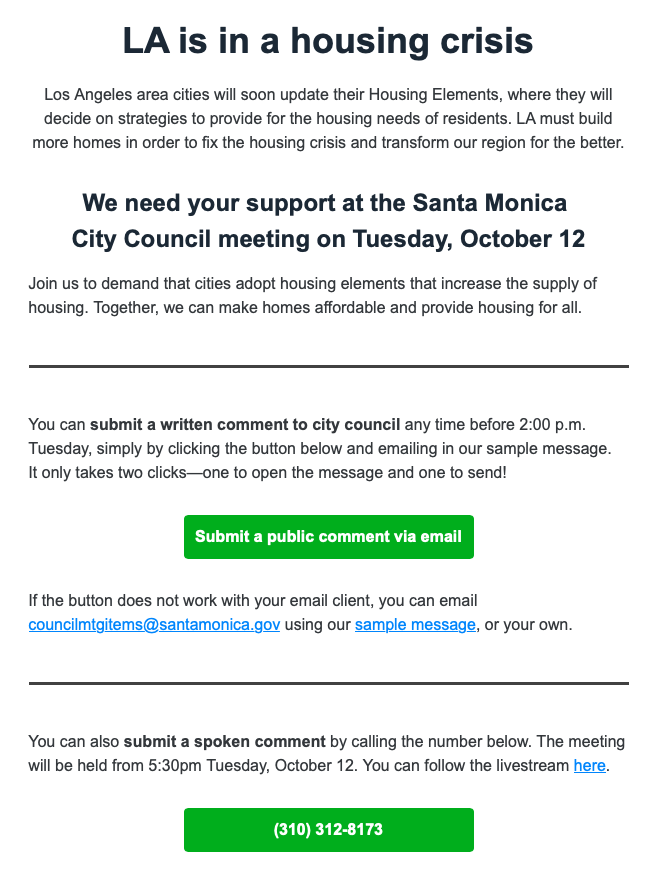 LA is in a housing crisis
Los Angeles area cities will soon update their Housing Elements, where they will
decide on strategies to provide for the housing needs of residents. LA must build
more homes in order to fix the housing crisis and transform our region for the better.
We need your support at the Santa Monica
City Council meeting on Tuesday, October 12
Join us to demand that cities adopt housing elements that increase the supply of
housing. Together, we can make homes affordable and provide housing for all.
You can submit a written comment to city council any time before 2:00 p.m.
Tuesday, simply by clicking the button below and emailing in our sample message.
It only takes two clicks—one to open the message and one to send!
Submit a public comment via email
If the button does not work with your email client, you can email
councilmtgitems@santamonica.gov using our sample message, or your own.
You can also submit a spoken comment by calling the number below. The meeting
will be held from 5:30pm Tuesday, October 12. You can follow the livestream here.
(310) 312-8173